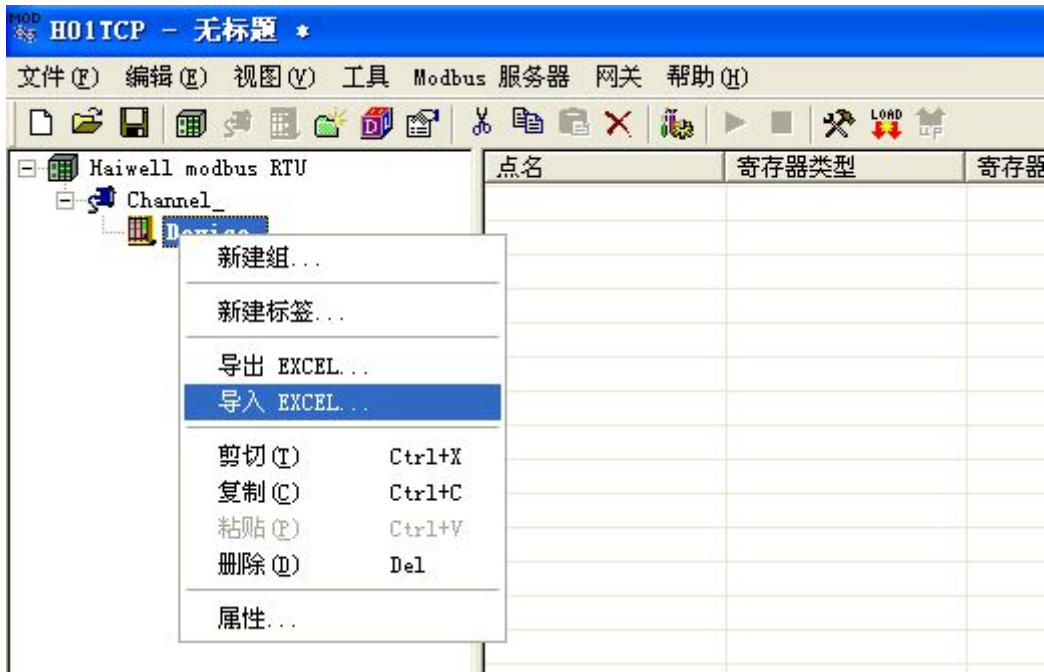 H01TCP - 无标题 *
文件(F) 编辑(E) 视图(V) 工具 Modbus 服务器 网关 帮助(H)
LOAD
Haiwell modbus RTU
点名 寄存器类型 寄存器
Channel_
新建组...
新建标签...
导出 EXCEL...
导入 EXCEL...
剪切(T) Ctrl+X
复制(C) Ctrl+C
粘贴(P) Ctrl+V
删除(D) Del
属性...